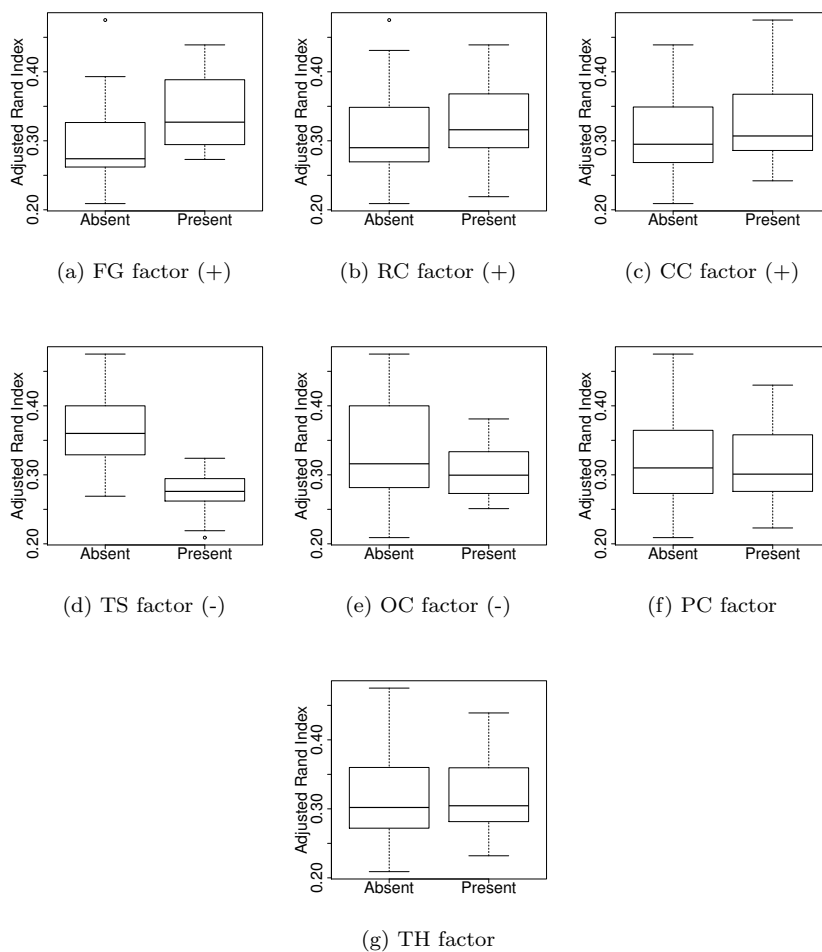 Adjusted Rand Index
0.20 0.30 0.40
Absent Present
(a) FG factor (+)
Adjusted Rand Index
0.20 0.30 0.40
Absent Present
(b) RC factor (+)
Adjusted Rand Index
0.20 0.30 0.40
Absent Present
(c) CC factor (+)
Adjusted Rand Index
0.20 0.30 0.40
Absent Present
(d) TS factor (-)
Adjusted Rand Index
0.20 0.30 0.40
Absent Present
(e) OC factor (-)
Adjusted Rand Index
0.20 0.30 0.40
Absent Present
(f) PC factor
Adjusted Rand Index
0.20 0.30 0.40
Absent Present
(g) TH factor